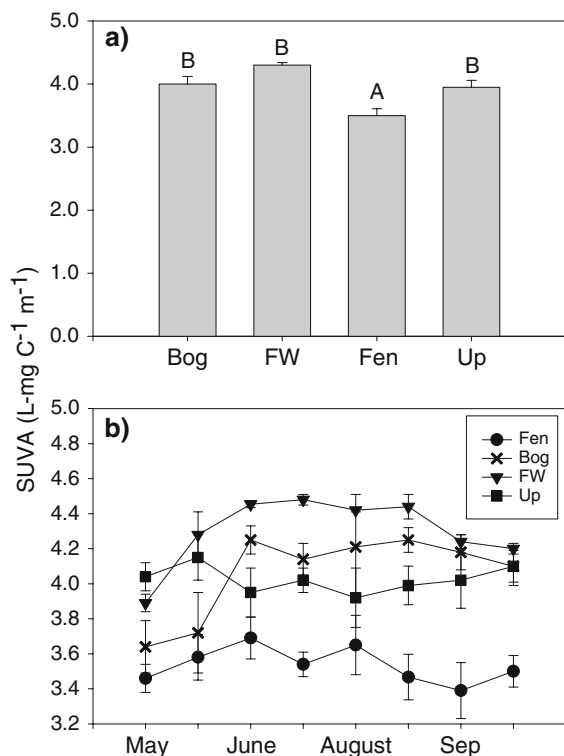 a)
5.0
4.0
3.0
2.0
1.0
0.0
B
B
A
B
Bog FW Fen Up
SUVA (L-mg C⁻¹ m⁻¹)
b)
5.0
4.8
4.6
4.4
4.2
4.0
3.8
3.6
3.4
3.2
Fen
Bog
FW
Up
May June August Sep